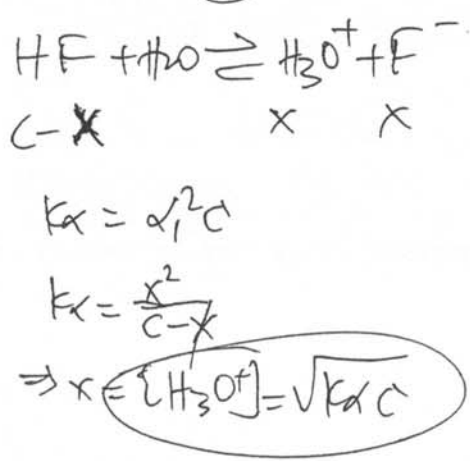 HF + H2O ⇌ H3O⁺ + F⁻
C-x x x
Kα = α₁²C
Kα = x²/(C-x)
⇒ x = [H3O⁺] = √(KαC)